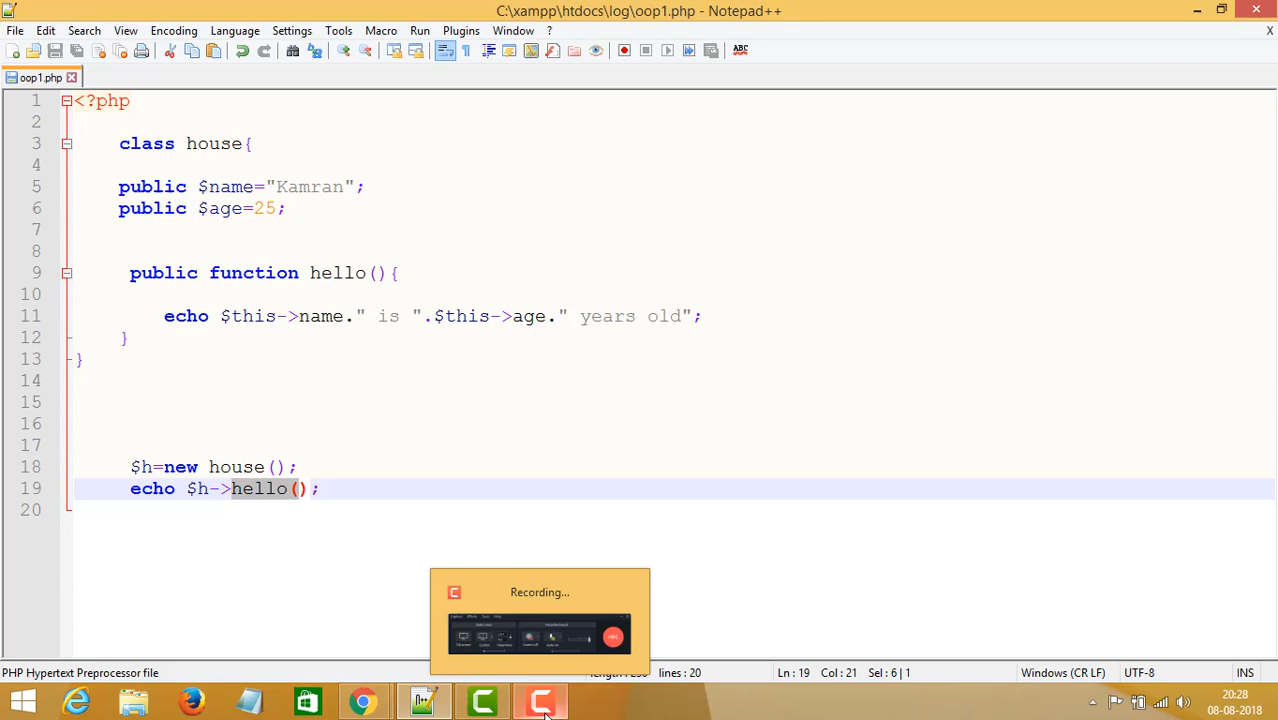 C:\xampp\htdocs\log\oop1.php - Notepad++
File Edit Search View Encoding Language Settings Tools Macro Run Plugins Window ? X
oop1.php
1 <?php
2
3 class house{
4
5 public $name="Kamran";
6 public $age=25;
7
8
9 public function hello(){
10
11 echo $this->name." is ".$this->age." years old";
12 }
13 }
14
15
16
17
18 $h=new house();
19 echo $h->hello();
20
Recording...
PHP Hypertext Preprocessor file lines : 20 Ln : 19 Col : 21 Sel : 6 | 1 Windows (CR LF) UTF-8 INS
20:28
08-08-2018